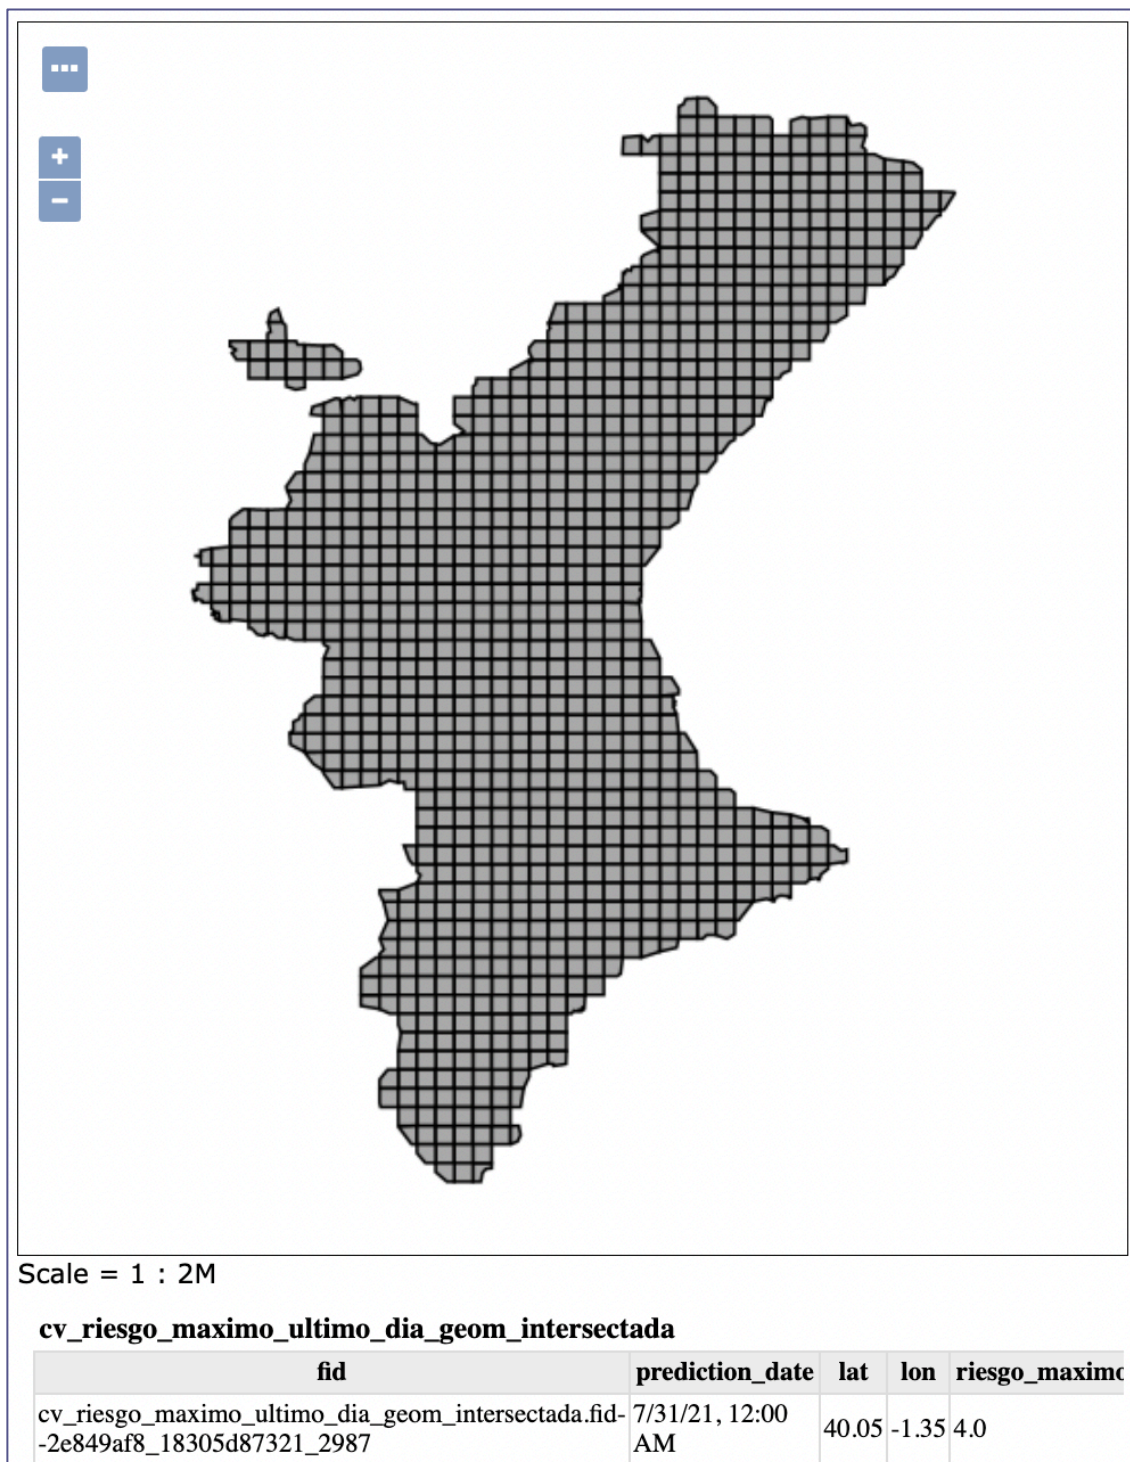 ...
+
−
Scale = 1 : 2M
cv_riesgo_maximo_ultimo_dia_geom_intersectada
fid prediction_date lat lon riesgo_maximo
cv_riesgo_maximo_ultimo_dia_geom_intersectada.fid- 7/31/21, 12:00 40.05 -1.35 4.0
-2e849af8_18305d87321_2987 AM